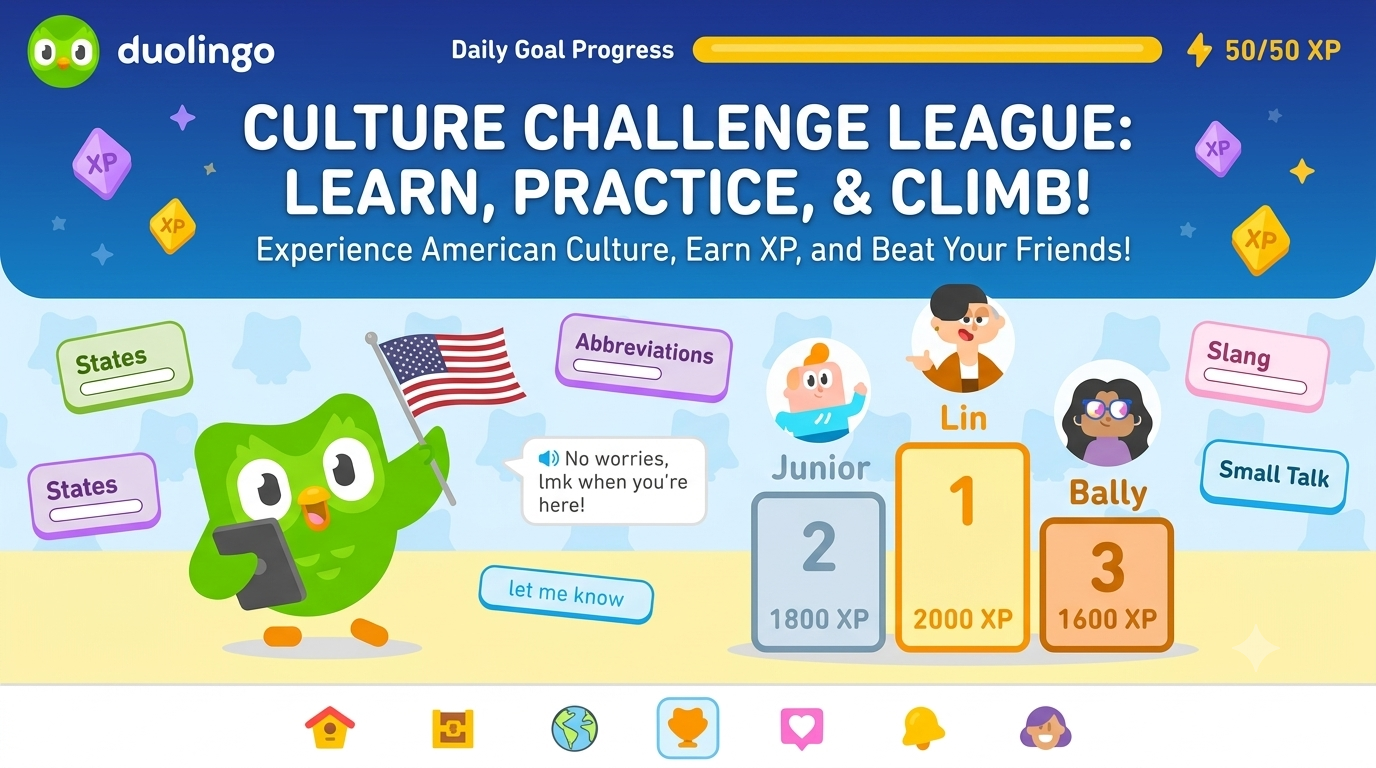 duolingo
Daily Goal Progress
50/50 XP
CULTURE CHALLENGE LEAGUE:
LEARN, PRACTICE, & CLIMB!
Experience American Culture, Earn XP, and Beat Your Friends!
XP
XP
XP
XP
States
States
Abbreviations
No worries,
lmk when you're
here!
let me know
Junior
2
1800 XP
Lin
1
2000 XP
Bally
3
1600 XP
Slang
Small Talk